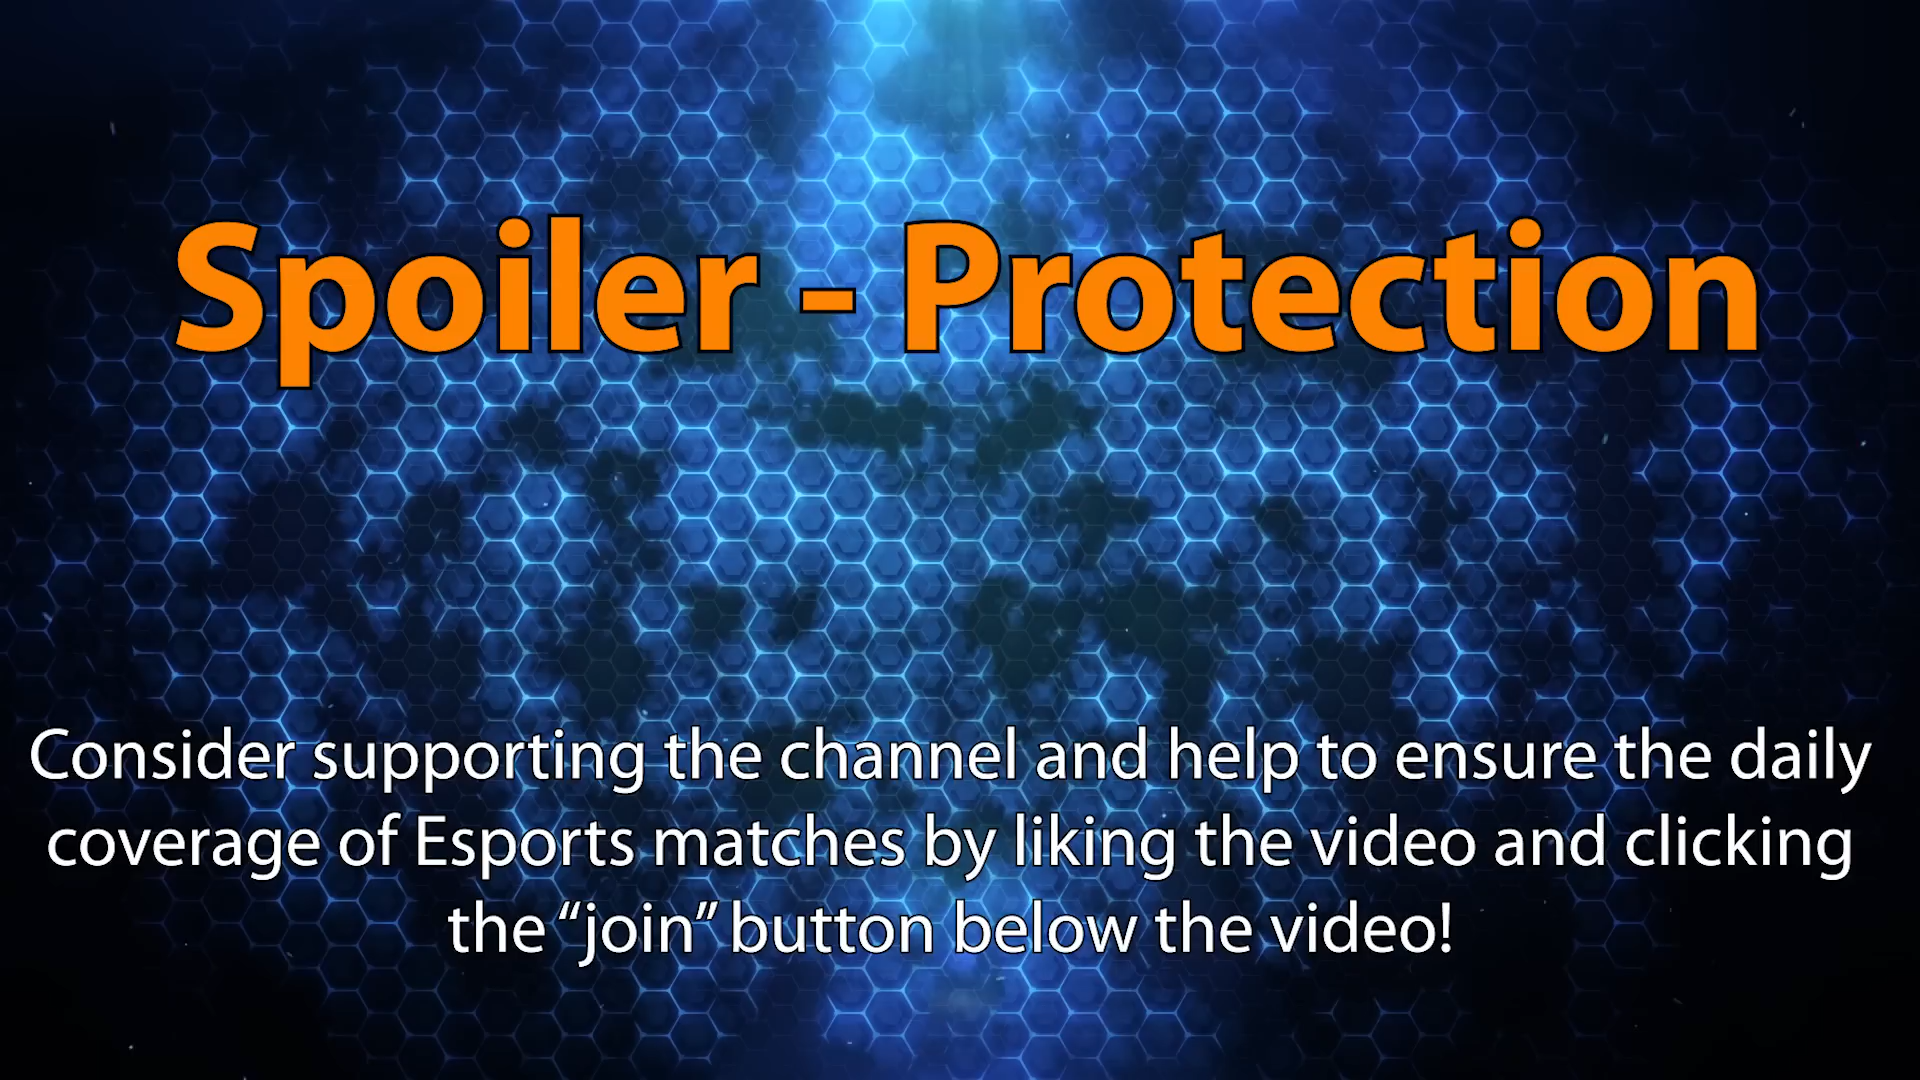 Spoiler - Protection
Consider supporting the channel and help to ensure the daily
coverage of Esports matches by liking the video and clicking
the “join” button below the video!